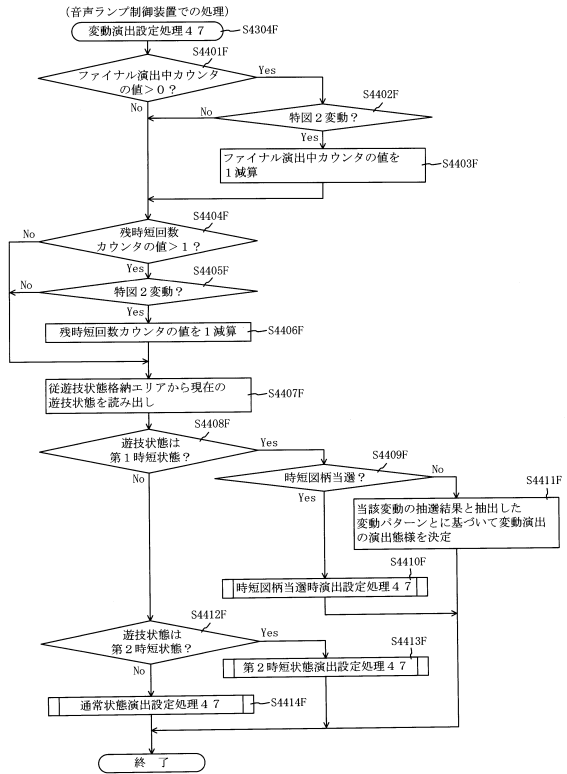 (音声ランプ制御装置での処理)
変動演出設定処理47
S4304F
S4401F
ファイナル演出中カウンタ
の値>0?
Yes
No
S4402F
特図2変動?
No
Yes
ファイナル演出中カウンタの値を
1減算
S4403F
S4404F
残時短回数
カウンタの値>1?
No
Yes
S4405F
特図2変動?
No
Yes
残時短回数カウンタの値を1減算
S4406F
従遊技状態格納エリアから現在の
遊技状態を読み出し
S4407F
S4408F
遊技状態は
第1時短状態?
Yes
No
S4409F
時短図柄当選?
No
Yes
S4411F
当該変動の抽選結果と抽出した
変動パターンとに基づいて変動演出
の演出態様を決定
S4410F
時短図柄当選時演出設定処理47
S4412F
遊技状態は
第2時短状態?
Yes
No
S4413F
第2時短状態演出設定処理47
通常状態演出設定処理47
S4414F
終了